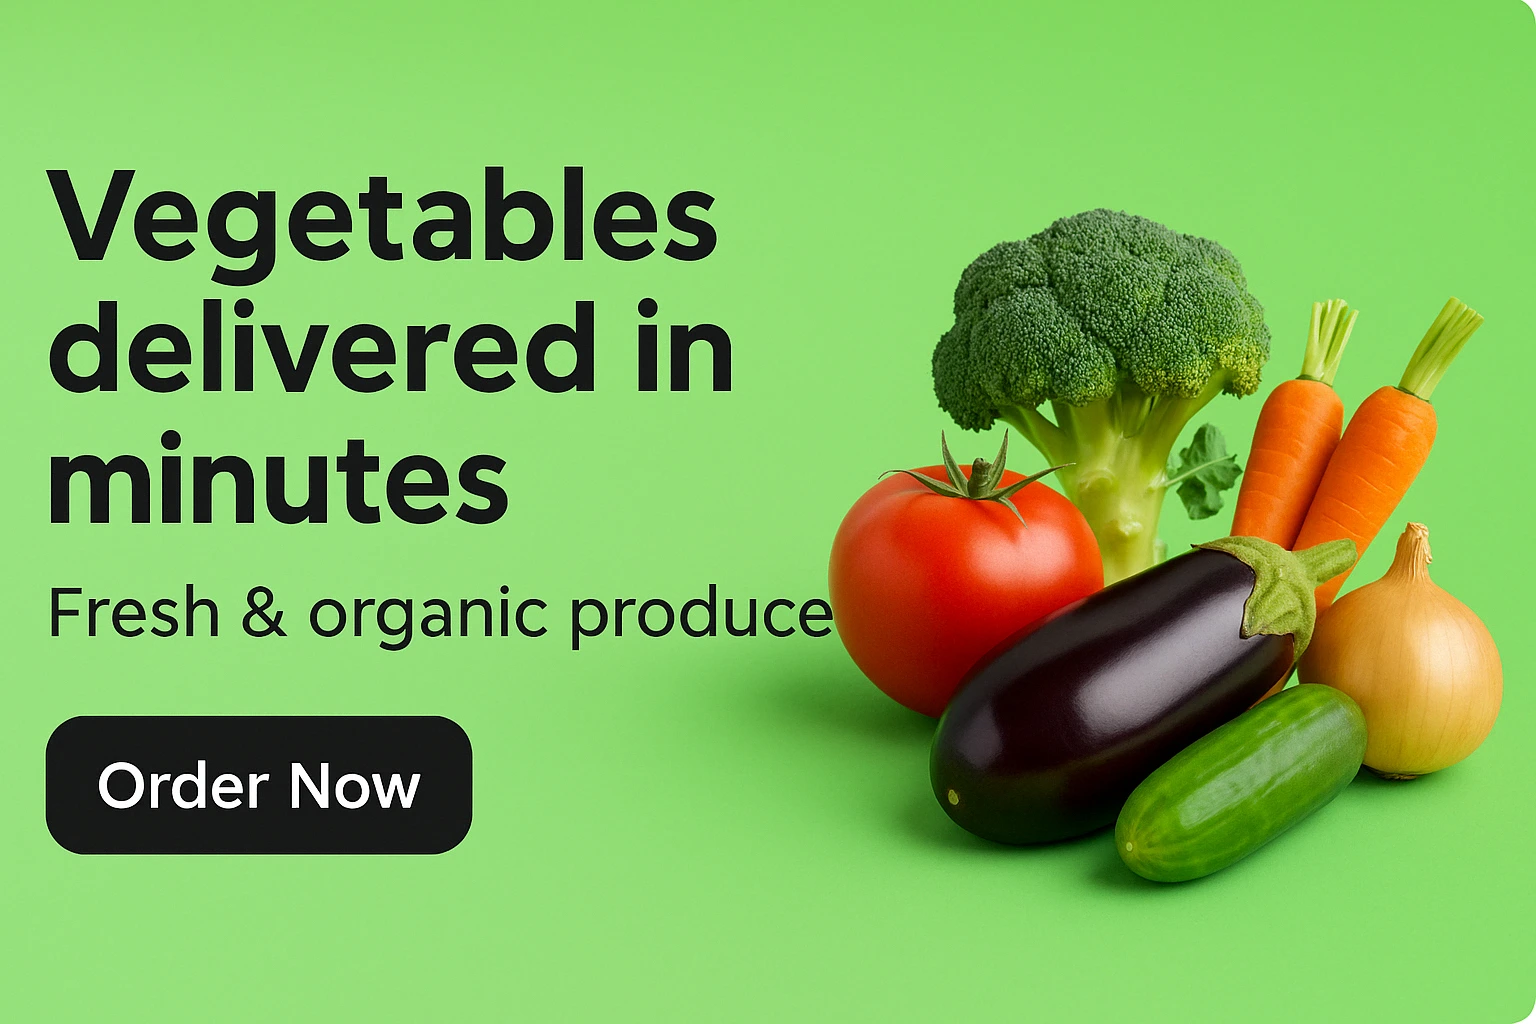 Vegetables
delivered in
minutes
Fresh & organic produce
Order Now